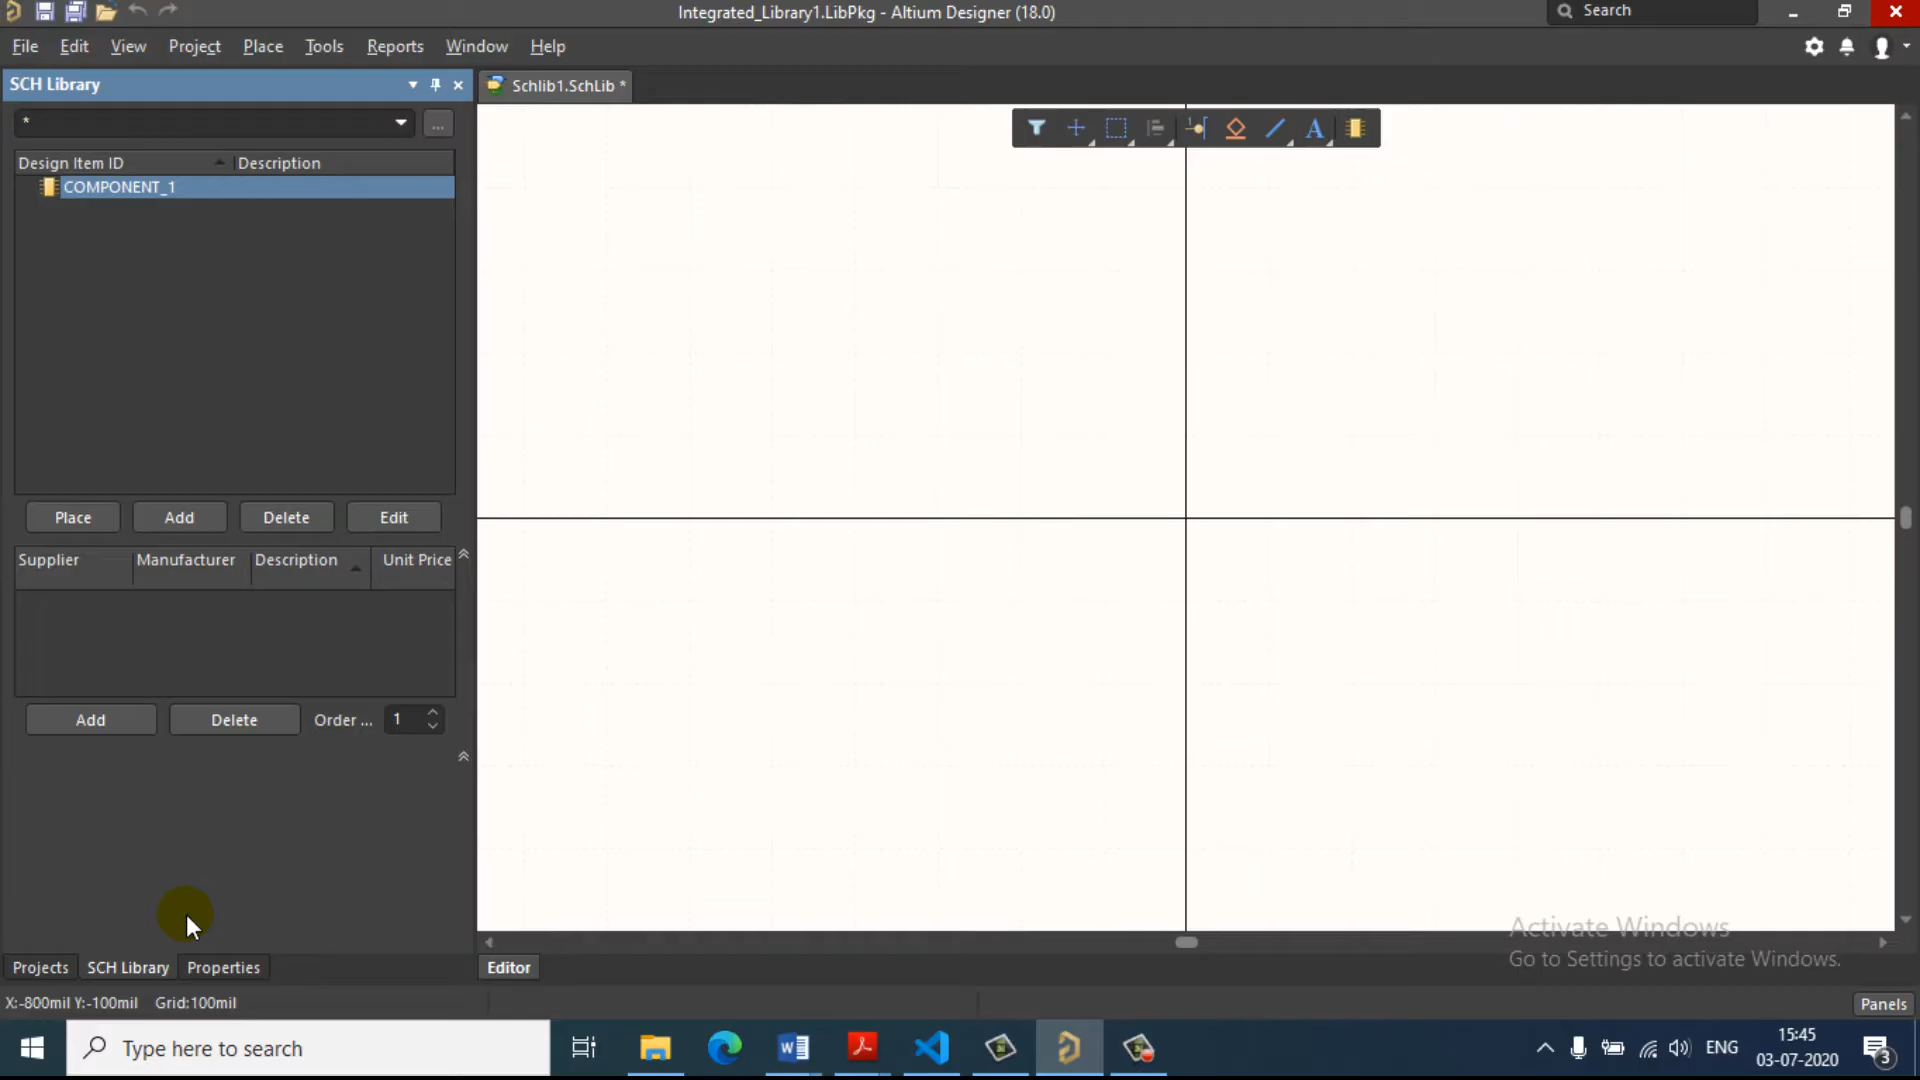 Integrated_Library1.LibPkg - Altium Designer (18.0)
Search
File Edit View Project Place Tools Reports Window Help
SCH Library
Schlib1.SchLib *
*
...
Design Item ID
Description
COMPONENT_1
A
Place
Add
Delete
Edit
Supplier
Manufacturer
Description
Unit Price
Add
Delete
Order ...
1
Activate Windows
Go to Settings to activate Windows.
Projects
SCH Library
Properties
Editor
X:-800mil Y:-100mil Grid:100mil
Panels
Type here to search
ENG
15:45
03-07-2020
3